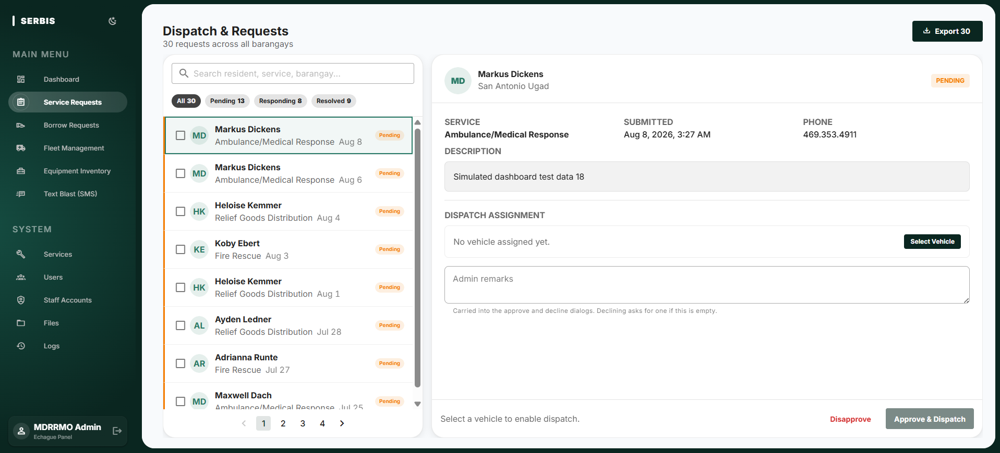 SERBIS
MAIN MENU
Dashboard
Service Requests
Borrow Requests
Fleet Management
Equipment Inventory
Text Blast (SMS)
SYSTEM
Services
Users
Staff Accounts
Files
Logs
MDRRMO Admin
Echague Panel
Dispatch & Requests
30 requests across all barangays
Export 30
Search resident, service, barangay...
All 30 Pending 13 Responding 8 Resolved 9
MD Markus Dickens
Ambulance/Medical Response Aug 8
Pending
MD Markus Dickens
Ambulance/Medical Response Aug 6
Pending
HK Heloise Kemmer
Relief Goods Distribution Aug 4
Pending
KE Koby Ebert
Fire Rescue Aug 3
Pending
HK Heloise Kemmer
Relief Goods Distribution Aug 1
Pending
AL Ayden Ledner
Relief Goods Distribution Jul 28
Pending
AR Adrianna Runte
Fire Rescue Jul 27
Pending
MD Maxwell Dach
Ambulance/Medical Response Jul 25
Pending
1 2 3 4
MD Markus Dickens
San Antonio Ugad
PENDING
SERVICE
Ambulance/Medical Response
SUBMITTED
Aug 8, 2026, 3:27 AM
PHONE
469.353.4911
DESCRIPTION
Simulated dashboard test data 18
DISPATCH ASSIGNMENT
No vehicle assigned yet.
Select Vehicle
Admin remarks
Carried into the approve and decline dialogs. Declining asks for one if this is empty.
Select a vehicle to enable dispatch.
Disapprove
Approve & Dispatch